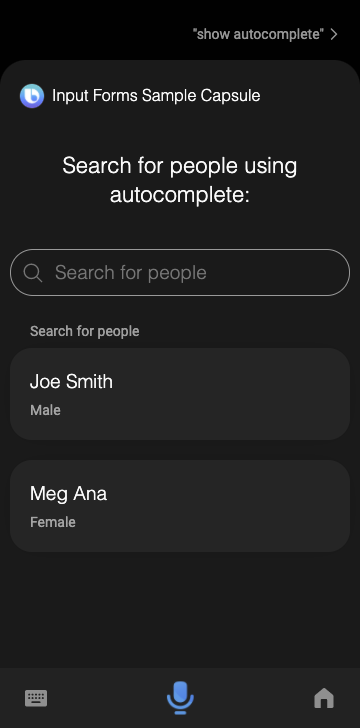 "show autocomplete"
Input Forms Sample Capsule
Search for people using
autocomplete:
Search for people
Search for people
Joe Smith
Male
Meg Ana
Female